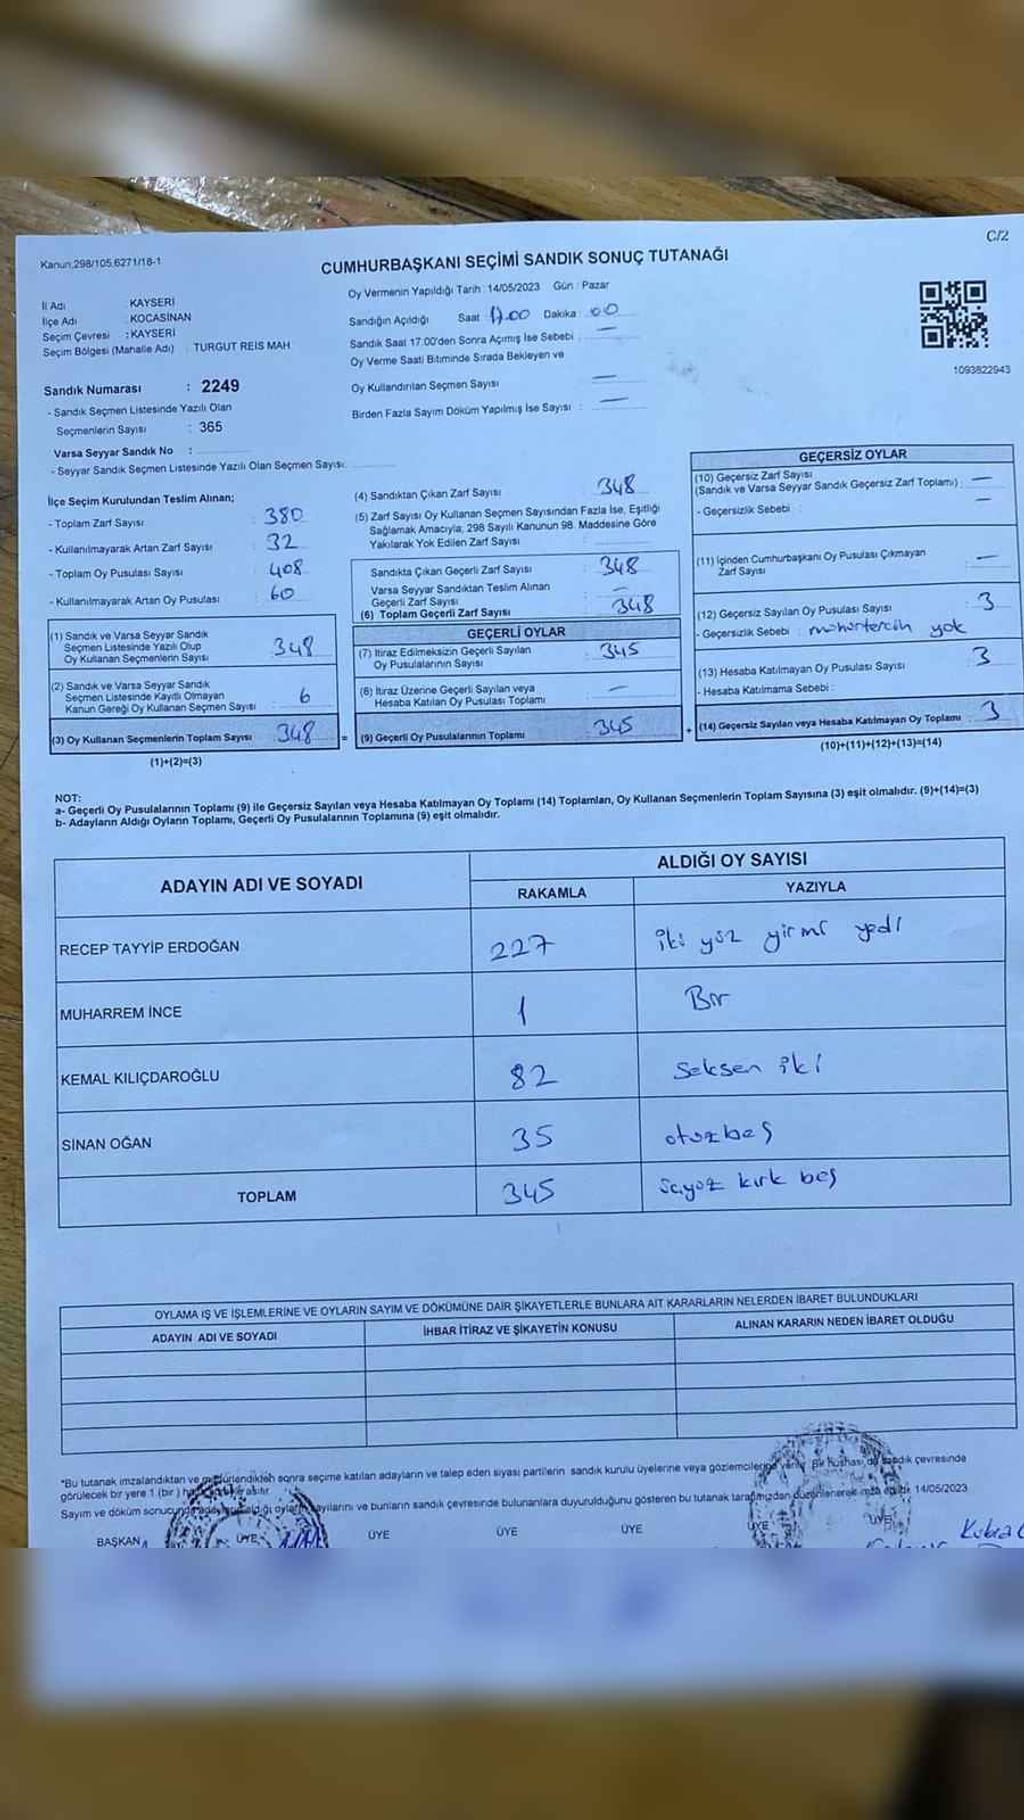 C/2
Kanun,298/105,6271/18-1
CUMHURBAŞKANI SEÇİMİ SANDIK SONUÇ TUTANAĞI
İl Adı : KAYSERİ
İlçe Adı : KOCASİNAN
Seçim Çevresi : KAYSERİ
Seçim Bölgesi (Mahalle Adı) : TURGUT REİS MAH.
Oy Vermenin Yapıldığı Tarih : 14/05/2023 Gün : Pazar
Sandığın Açıldığı Saat 17.00 Dakika : 00
Sandık Saat 17.00'den Sonra Açımış İse Sebebi : —
Oy Verme Saati Bitiminde Sırada Bekleyen ve
Oy Kullandırılan Seçmen Sayısı —
Birden Fazla Sayım Döküm Yapılmış İse Sayısı : —
1093822943
Sandık Numarası : 2249
- Sandık Seçmen Listesinde Yazılı Olan
Seçmenlerin Sayısı : 365
Varsa Seyyar Sandık No :
- Seyyar Sandık Seçmen Listesinde Yazılı Olan Seçmen Sayısı:
İlçe Seçim Kurulundan Teslim Alınan;
- Toplam Zarf Sayısı : 380
- Kullanılmayarak Artan Zarf Sayısı : 32
- Toplam Oy Pusulası Sayısı : 408
- Kullanılmayarak Artan Oy Pusulası : 60
(1) Sandık ve Varsa Seyyar Sandık
Seçmen Listesinde Yazılı Olup
Oy Kullanan Seçmenlerin Sayısı 348
(2) Sandık ve Varsa Seyyar Sandık
Seçmen Listesinde Kayıtlı Olmayan
Kanun Gereği Oy Kullanan Seçmen Sayısı 6
(3) Oy Kullanan Seçmenlerin Toplam Sayısı 348 =
(1)+(2)=(3)
(4) Sandıktan Çıkan Zarf Sayısı 348
(5) Zarf Sayısı Oy Kullanan Seçmen Sayısından Fazla İse, Eşitliği
Sağlamak Amacıyla, 298 Sayılı Kanunun 98. Maddesine Göre
Yakılarak Yok Edilen Zarf Sayısı
Sandıkta Çıkan Geçerli Zarf Sayısı : 348
Varsa Seyyar Sandıktan Teslim Alınan
Geçerli Zarf Sayısı : —
(6) Toplam Geçerli Zarf Sayısı : 348
GEÇERLİ OYLAR
(7) İtiraz Edilmeksizin Geçerli Sayılan
Oy Pusulalarının Sayısı 345
(8) İtiraz Üzerine Geçerli Sayılan veya
Hesaba Katılan Oy Pusulası Toplamı —
(9) Geçerli Oy Pusulalarının Toplamı 345 +
GEÇERSİZ OYLAR
(10) Geçersiz Zarf Sayısı
(Sandık ve Varsa Seyyar Sandık Geçersiz Zarf Toplamı) : —
- Geçersizlik Sebebi : —
(11) İçinden Cumhurbaşkanı Oy Pusulası Çıkmayan
Zarf Sayısı —
(12) Geçersiz Sayılan Oy Pusulası Sayısı : 3
- Geçersizlik Sebebi : yok
(13) Hesaba Katılmayan Oy Pusulası Sayısı 3
- Hesaba Katılmama Sebebi :
(14) Geçersiz Sayılan veya Hesaba Katılmayan Oy Toplamı 3
(10)+(11)+(12)+(13)=(14)
NOT:
a- Geçerli Oy Pusulalarının Toplamı (9) ile Geçersiz Sayılan veya Hesaba Katılmayan Oy Toplamı (14) Toplamları, Oy Kullanan Seçmenlerin Toplam Sayısına (3) eşit olmalıdır. (9)+(14)=(3)
b- Adayların Aldığı Oyların Toplamı, Geçerli Oy Pusulalarının Toplamına (9) eşit olmalıdır.
ADAYIN ADI VE SOYADI
ALDIĞI OY SAYISI
RAKAMLA YAZIYLA
RECEP TAYYİP ERDOĞAN 227 iki yüz yirmi yedi
MUHARREM İNCE 1 Bir
KEMAL KILIÇDAROĞLU 82 Seksen iki
SİNAN OĞAN 35 otuzbeş
TOPLAM 345 üçyüz kırk beş
OYLAMA İŞ VE İŞLEMLERİNE VE OYLARIN SAYIM VE DÖKÜMÜNE DAİR ŞİKAYETLERLE BUNLARA AİT KARARLARIN NELERDEN İBARET BULUNDUKLARI
ADAYIN ADI VE SOYADI İHBAR İTİRAZ VE ŞİKAYETİN KONUSU ALINAN KARARIN NEDEN İBARET OLDUĞU
*Bu tutanak imzalandıktan ve mühürlendikten sonra seçime katılan adayların ve talep eden siyasi partilerin sandık kurulu üyelerine veya gözlemcilerine verilir. Bir nüshası da sandık çevresinde
görülecek bir yere 1 (bir)
Sayım ve döküm sonucunda oyların sayılarını ve bunların sandık çevresinde bulunanlara duyurulduğunu gösteren bu tutanak tarafımızdan düzenlenerek imza edildi. 14/05/2023
BAŞKAN ÜYE ÜYE ÜYE ÜYE ÜYE ÜYE